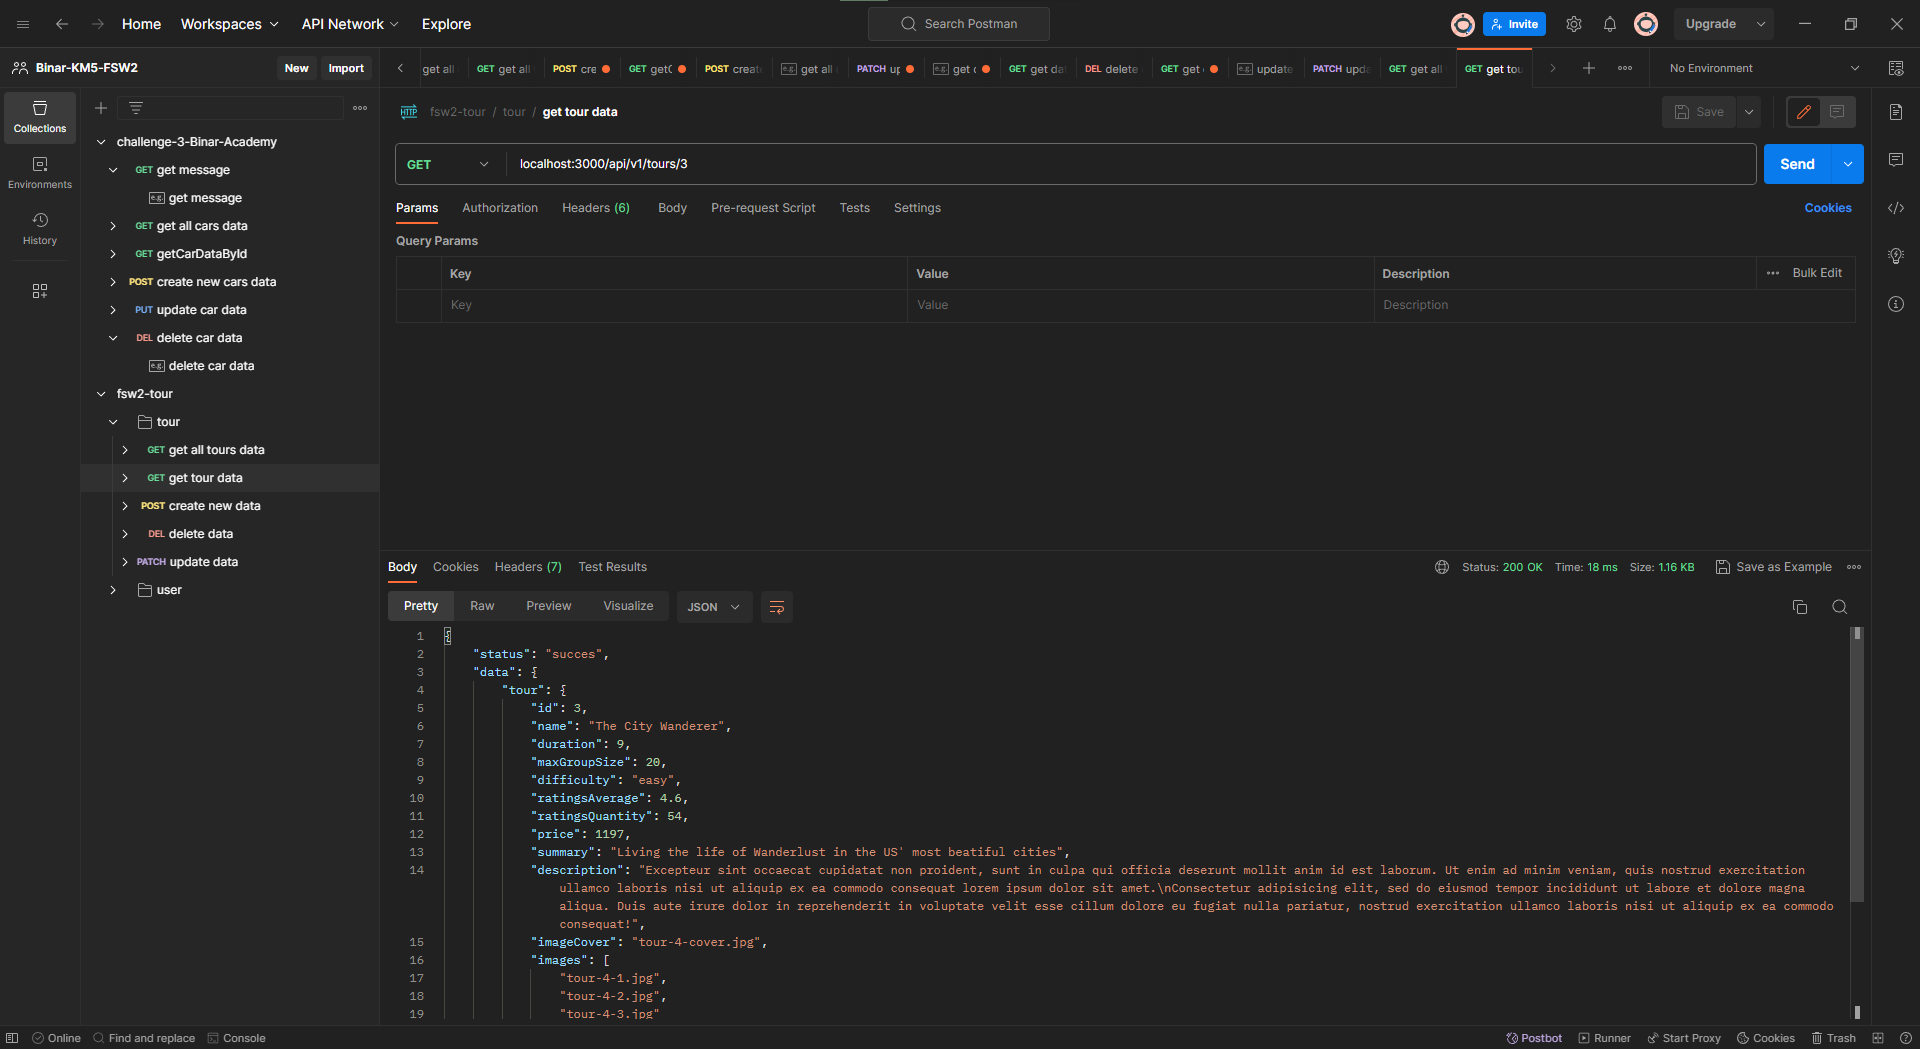 Home Workspaces API Network Explore Search Postman Invite Upgrade
Binar-KM5-FSW2 New Import
get all GET get all POST cre GET get POST create get all PATCH get GET get da DEL delete GET get update PATCH upda GET get all GET get tou No Environment
Collections
Environments
History
challenge-3-Binar-Academy
GET get message
e.g. get message
GET get all cars data
GET getCarDataById
POST create new cars data
PUT update car data
DEL delete car data
e.g. delete car data
fsw2-tour
tour
GET get all tours data
GET get tour data
POST create new data
DEL delete data
PATCH update data
user
HTTP fsw2-tour / tour / get tour data Save
GET localhost:3000/api/v1/tours/3 Send
Params Authorization Headers (6) Body Pre-request Script Tests Settings Cookies
Query Params
Key Value Description Bulk Edit
Key Value Description
Body Cookies Headers (7) Test Results Status: 200 OK Time: 18 ms Size: 1.16 KB Save as Example
Pretty Raw Preview Visualize JSON
1 {
2 "status": "succes",
3 "data": {
4 "tour": {
5 "id": 3,
6 "name": "The City Wanderer",
7 "duration": 9,
8 "maxGroupSize": 20,
9 "difficulty": "easy",
10 "ratingsAverage": 4.6,
11 "ratingsQuantity": 54,
12 "price": 1197,
13 "summary": "Living the life of Wanderlust in the US' most beatiful cities",
14 "description": "Excepteur sint occaecat cupidatat non proident, sunt in culpa qui officia deserunt mollit anim id est laborum. Ut enim ad minim veniam, quis nostrud exercitation
ullamco laboris nisi ut aliquip ex ea commodo consequat lorem ipsum dolor sit amet.\nConsectetur adipisicing elit, sed do eiusmod tempor incididunt ut labore et dolore magna
aliqua. Duis aute irure dolor in reprehenderit in voluptate velit esse cillum dolore eu fugiat nulla pariatur, nostrud exercitation ullamco laboris nisi ut aliquip ex ea commodo
consequat!",
15 "imageCover": "tour-4-cover.jpg",
16 "images": [
17 "tour-4-1.jpg",
18 "tour-4-2.jpg",
19 "tour-4-3.jpg"
Online Find and replace Console Postbot Runner Start Proxy Cookies Trash